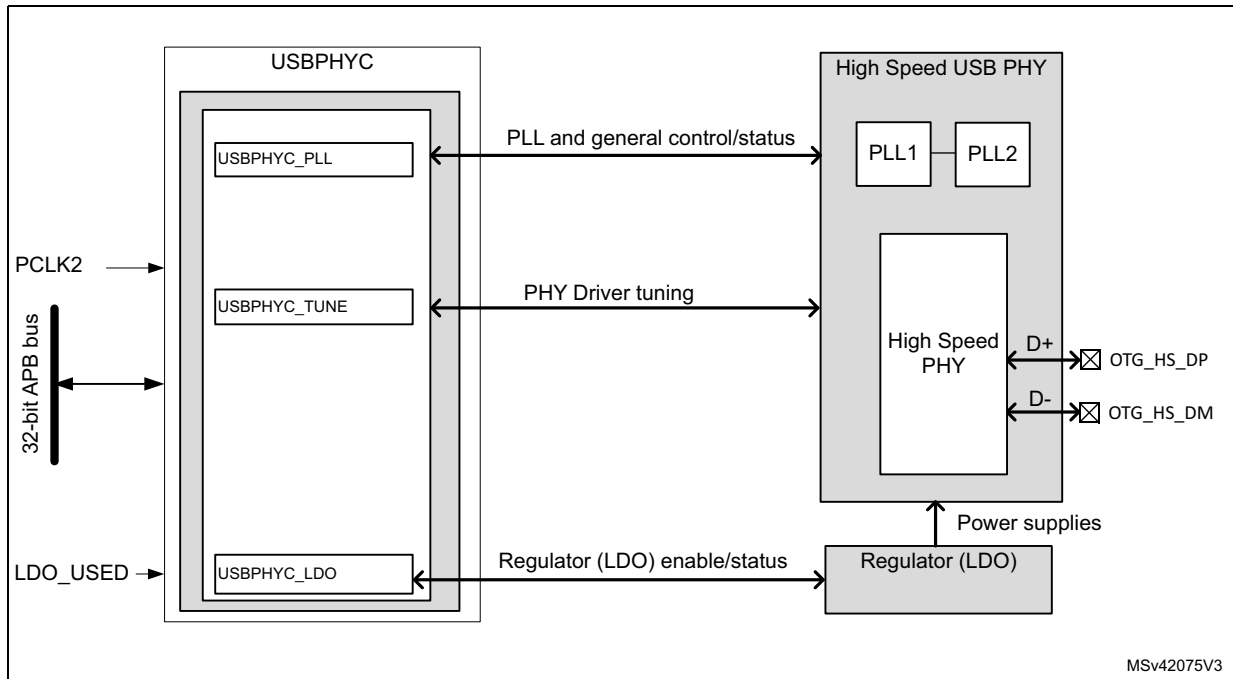 USBPHYC
High Speed USB PHY
USBPHYC_PLL
PLL and general control/status
PLL1
PLL2
PCLK2
USBPHYC_TUNE
PHY Driver tuning
High Speed
PHY
D+
OTG_HS_DP
D-
OTG_HS_DM
32-bit APB bus
Power supplies
LDO_USED
USBPHYC_LDO
Regulator (LDO) enable/status
Regulator (LDO)
MSv42075V3